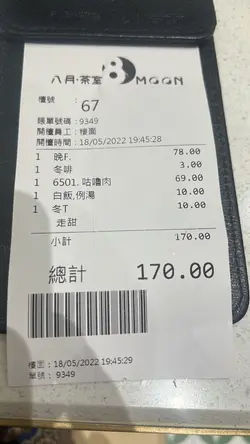 八月·茶室 8 MOON
檯號 : 67
賬單號碼 : 9349
開檯員工 : 樓面
開檯時間 : 18/05/2022 19:45:28
1 晚F. 78.00
1 冬啡 3.00
1 6501. 咕嚕肉 69.00
1 白飯,例湯 10.00
1 冬T 10.00
走甜
小計 170.00
總計 170.00
樓面 : 18/05/2022 19:45:29
單號 : 9349